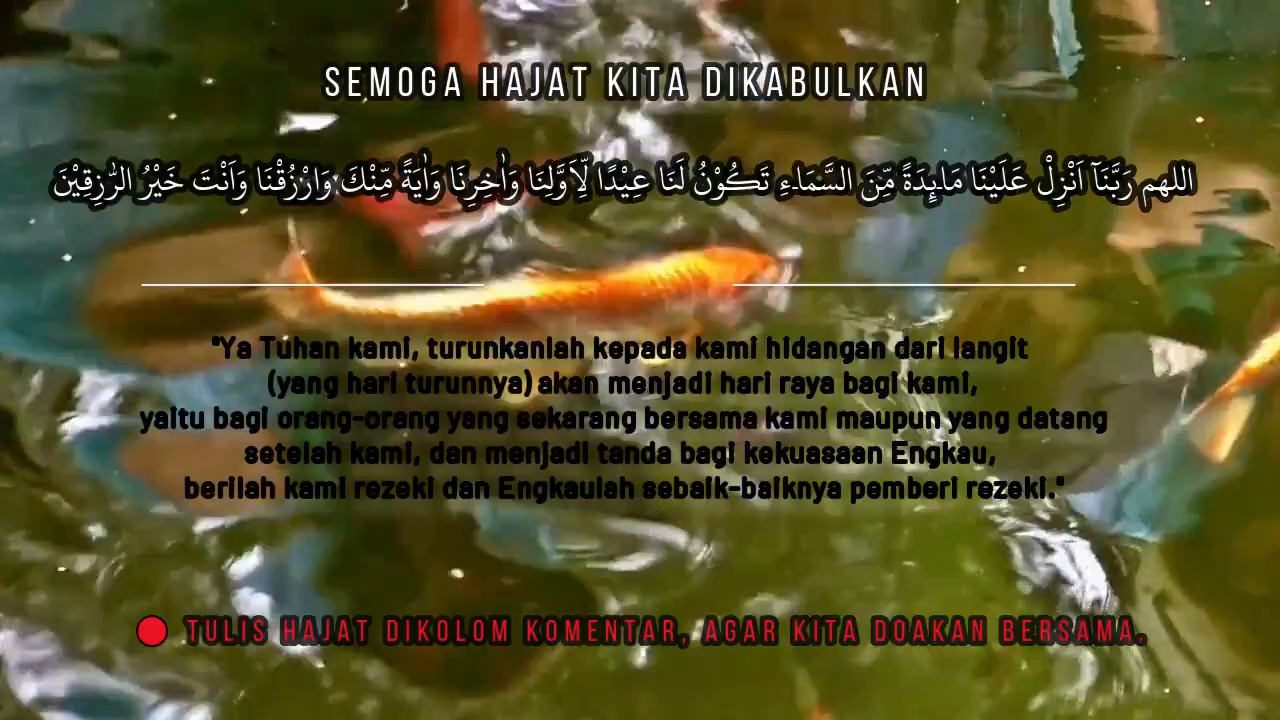 SEMOGA HAJAT KITA DIKABULKAN
اللهم رَبَّنَآ اَنْزِلْ عَلَيْنَا مَاۤىِٕدَةً مِّنَ السَّمَاۤءِ تَكُوْنُ لَنَا عِيْدًا لِّاَوَّلِنَا وَاٰخِرِنَا وَاٰيَةً مِّنْكَ وَارْزُقْنَا وَاَنْتَ خَيْرُ الرّٰزِقِيْنَ
"Ya Tuhan kami, turunkanlah kepada kami hidangan dari langit
(yang hari turunnya) akan menjadi hari raya bagi kami,
yaitu bagi orang-orang yang sekarang bersama kami maupun yang datang
setelah kami, dan menjadi tanda bagi kekuasaan Engkau,
berilah kami rezeki dan Engkaulah sebaik-baiknya pemberi rezeki."
TULIS HAJAT DIKOLOM KOMENTAR, AGAR KITA DOAKAN BERSAMA.